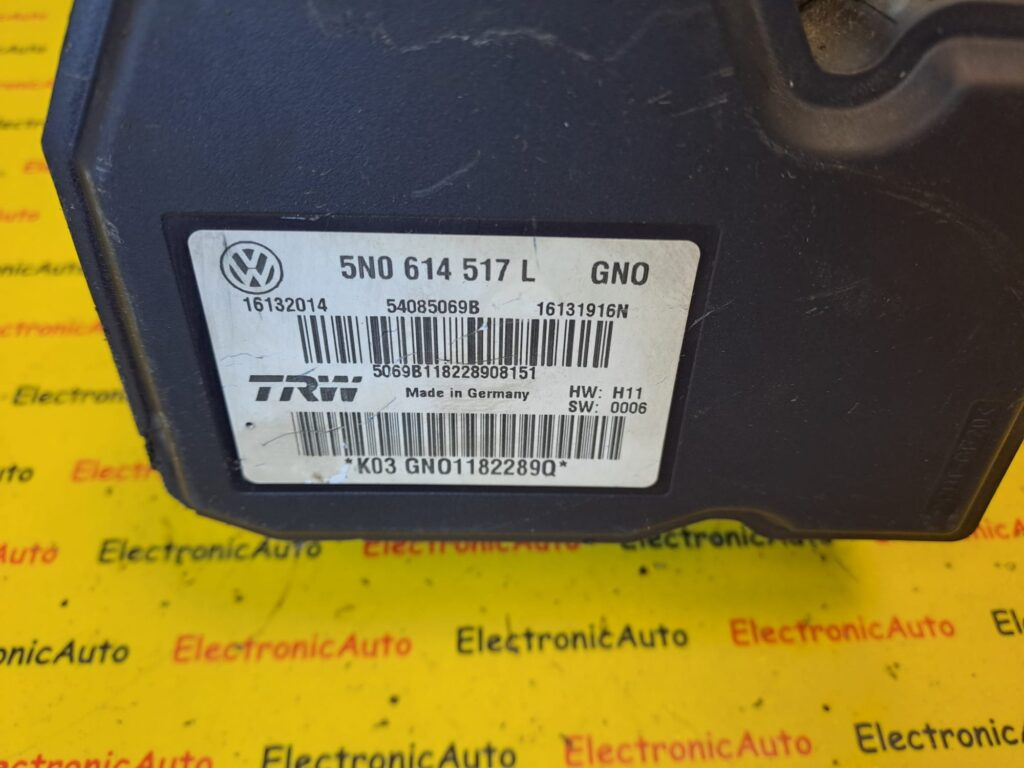 ElectronicAuto
5N0 614 517 L GNO
16132014 54085069B 16131916N
5069B118228908151
TRW Made in Germany HW: H11
SW: 0006
*K03 GNO1182289Q*
ElectronicAuto ElectronicAuto ElectronicAuto ElectronicAuto
ElectronicAuto ElectronicAuto ElectronicAuto
ElectronicAuto ElectronicAuto ElectronicAuto